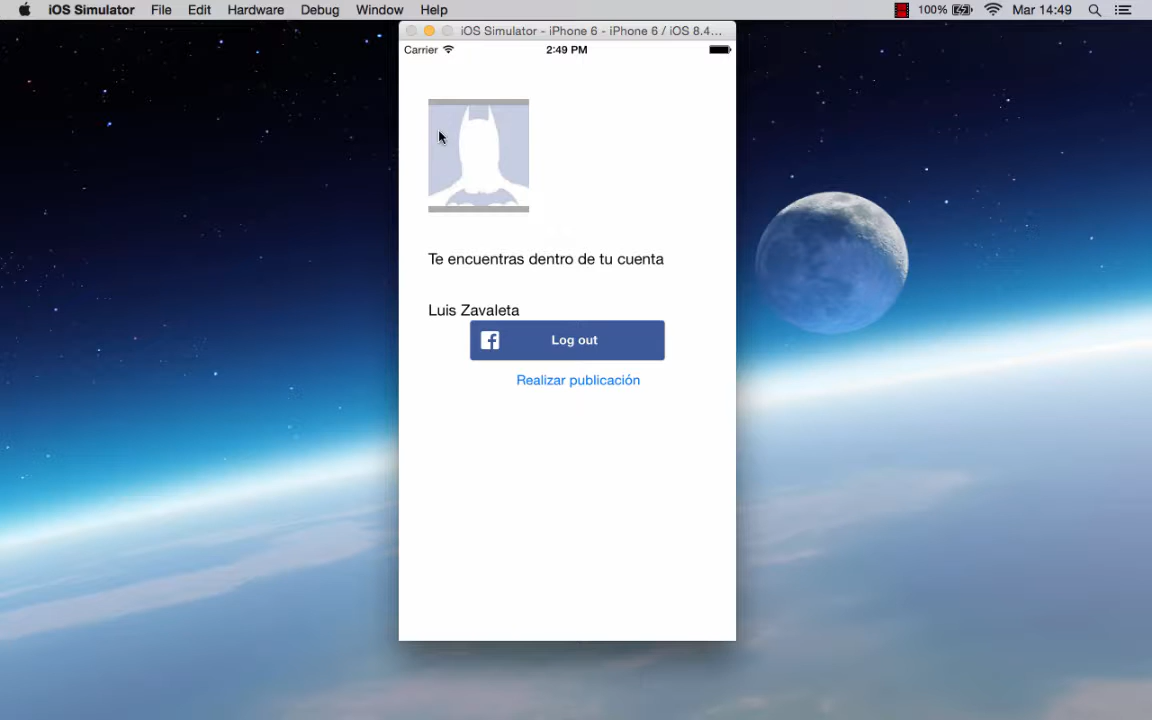 iOS Simulator File Edit Hardware Debug Window Help 100% Mar 14:49
iOS Simulator - iPhone 6 - iPhone 6 / iOS 8.4...
Carrier 2:49 PM
Te encuentras dentro de tu cuenta
Luis Zavaleta
Log out
Realizar publicación